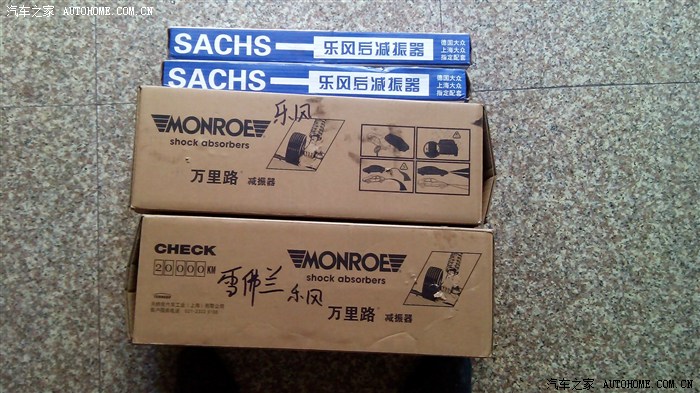 汽车之家 AUTOHOME.COM.CN
SACHS 乐风后减振器
德国大众
上海大众
指定配套
SACHS 乐风后减振器
德国大众
上海大众
指定配套
乐风
MONROE
shock absorbers
万里路 减振器
CHECK
20000KM
MONROE
shock absorbers
雪佛兰 乐风
万里路 减振器
汽车之家 AUTOHOME.COM.CN